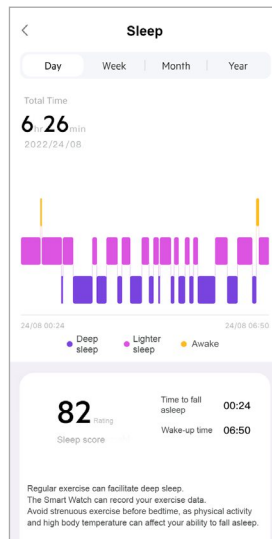 Sleep
Day Week Month Year
Total Time
6hr26min
2022/24/08
24/08 00:24 24/08 06:50
Deep sleep
Lighter sleep
Awake
82 Rating
Sleep score
Time to fall asleep 00:24
Wake-up time 06:50
Regular exercise can facilitate deep sleep.
The Smart Watch can record your exercise data.
Avoid strenuous exercise before bedtime, as physical activity
and high body temperature can affect your ability to fall asleep.